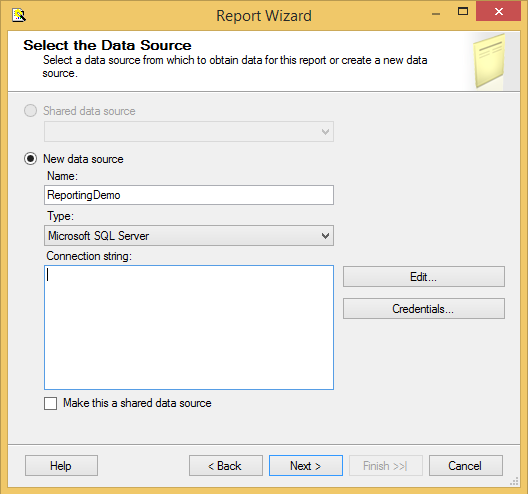 Report Wizard
Select the Data Source
Select a data source from which to obtain data for this report or create a new data
source.
Shared data source
New data source
Name:
ReportingDemo
Type:
Microsoft SQL Server
Connection string:
Edit...
Credentials...
Make this a shared data source
Help
< Back
Next >
Finish >>|
Cancel